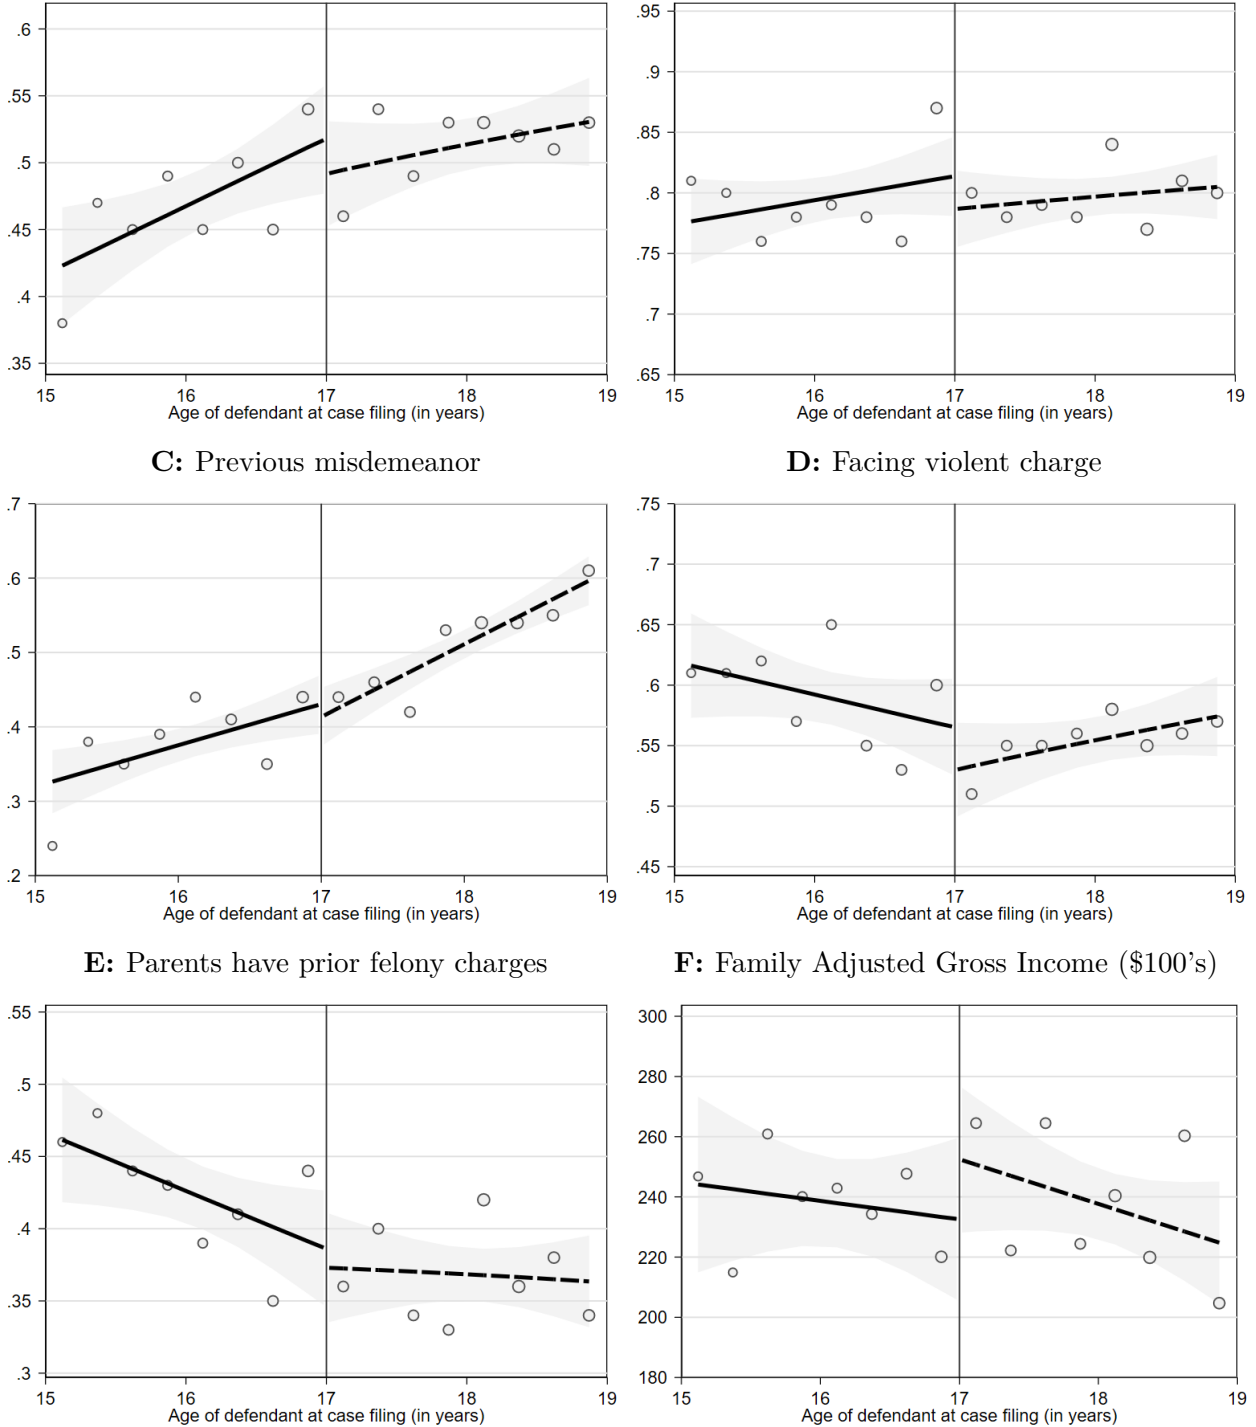 .6
.55
.5
.45
.4
.35
15 16 17 18 19
Age of defendant at case filing (in years)
.95
.9
.85
.8
.75
.7
.65
15 16 17 18 19
Age of defendant at case filing (in years)
C: Previous misdemeanor
D: Facing violent charge
.7
.6
.5
.4
.3
.2
15 16 17 18 19
Age of defendant at case filing (in years)
.75
.7
.65
.6
.55
.5
.45
15 16 17 18 19
Age of defendant at case filing (in years)
E: Parents have prior felony charges
F: Family Adjusted Gross Income ($100's)
.55
.5
.45
.4
.35
.3
15 16 17 18 19
Age of defendant at case filing (in years)
300
280
260
240
220
200
180
15 16 17 18 19
Age of defendant at case filing (in years)